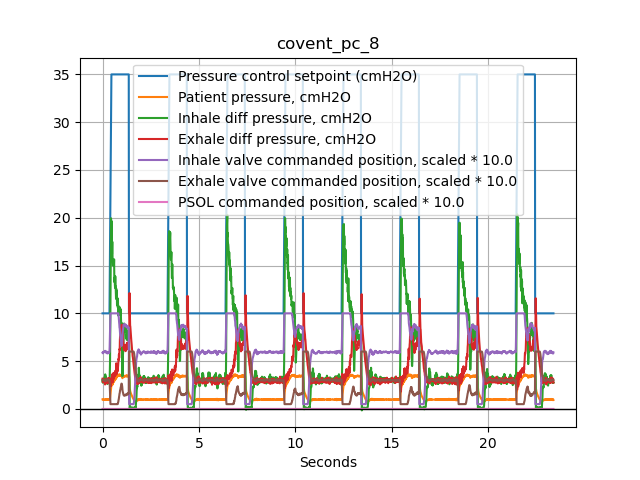 covent_pc_8
35
30
25
20
15
10
5
0
Pressure control setpoint (cmH2O)
Patient pressure, cmH2O
Inhale diff pressure, cmH2O
Exhale diff pressure, cmH2O
Inhale valve commanded position, scaled * 10.0
Exhale valve commanded position, scaled * 10.0
PSOL commanded position, scaled * 10.0
0 5 10 15 20
Seconds